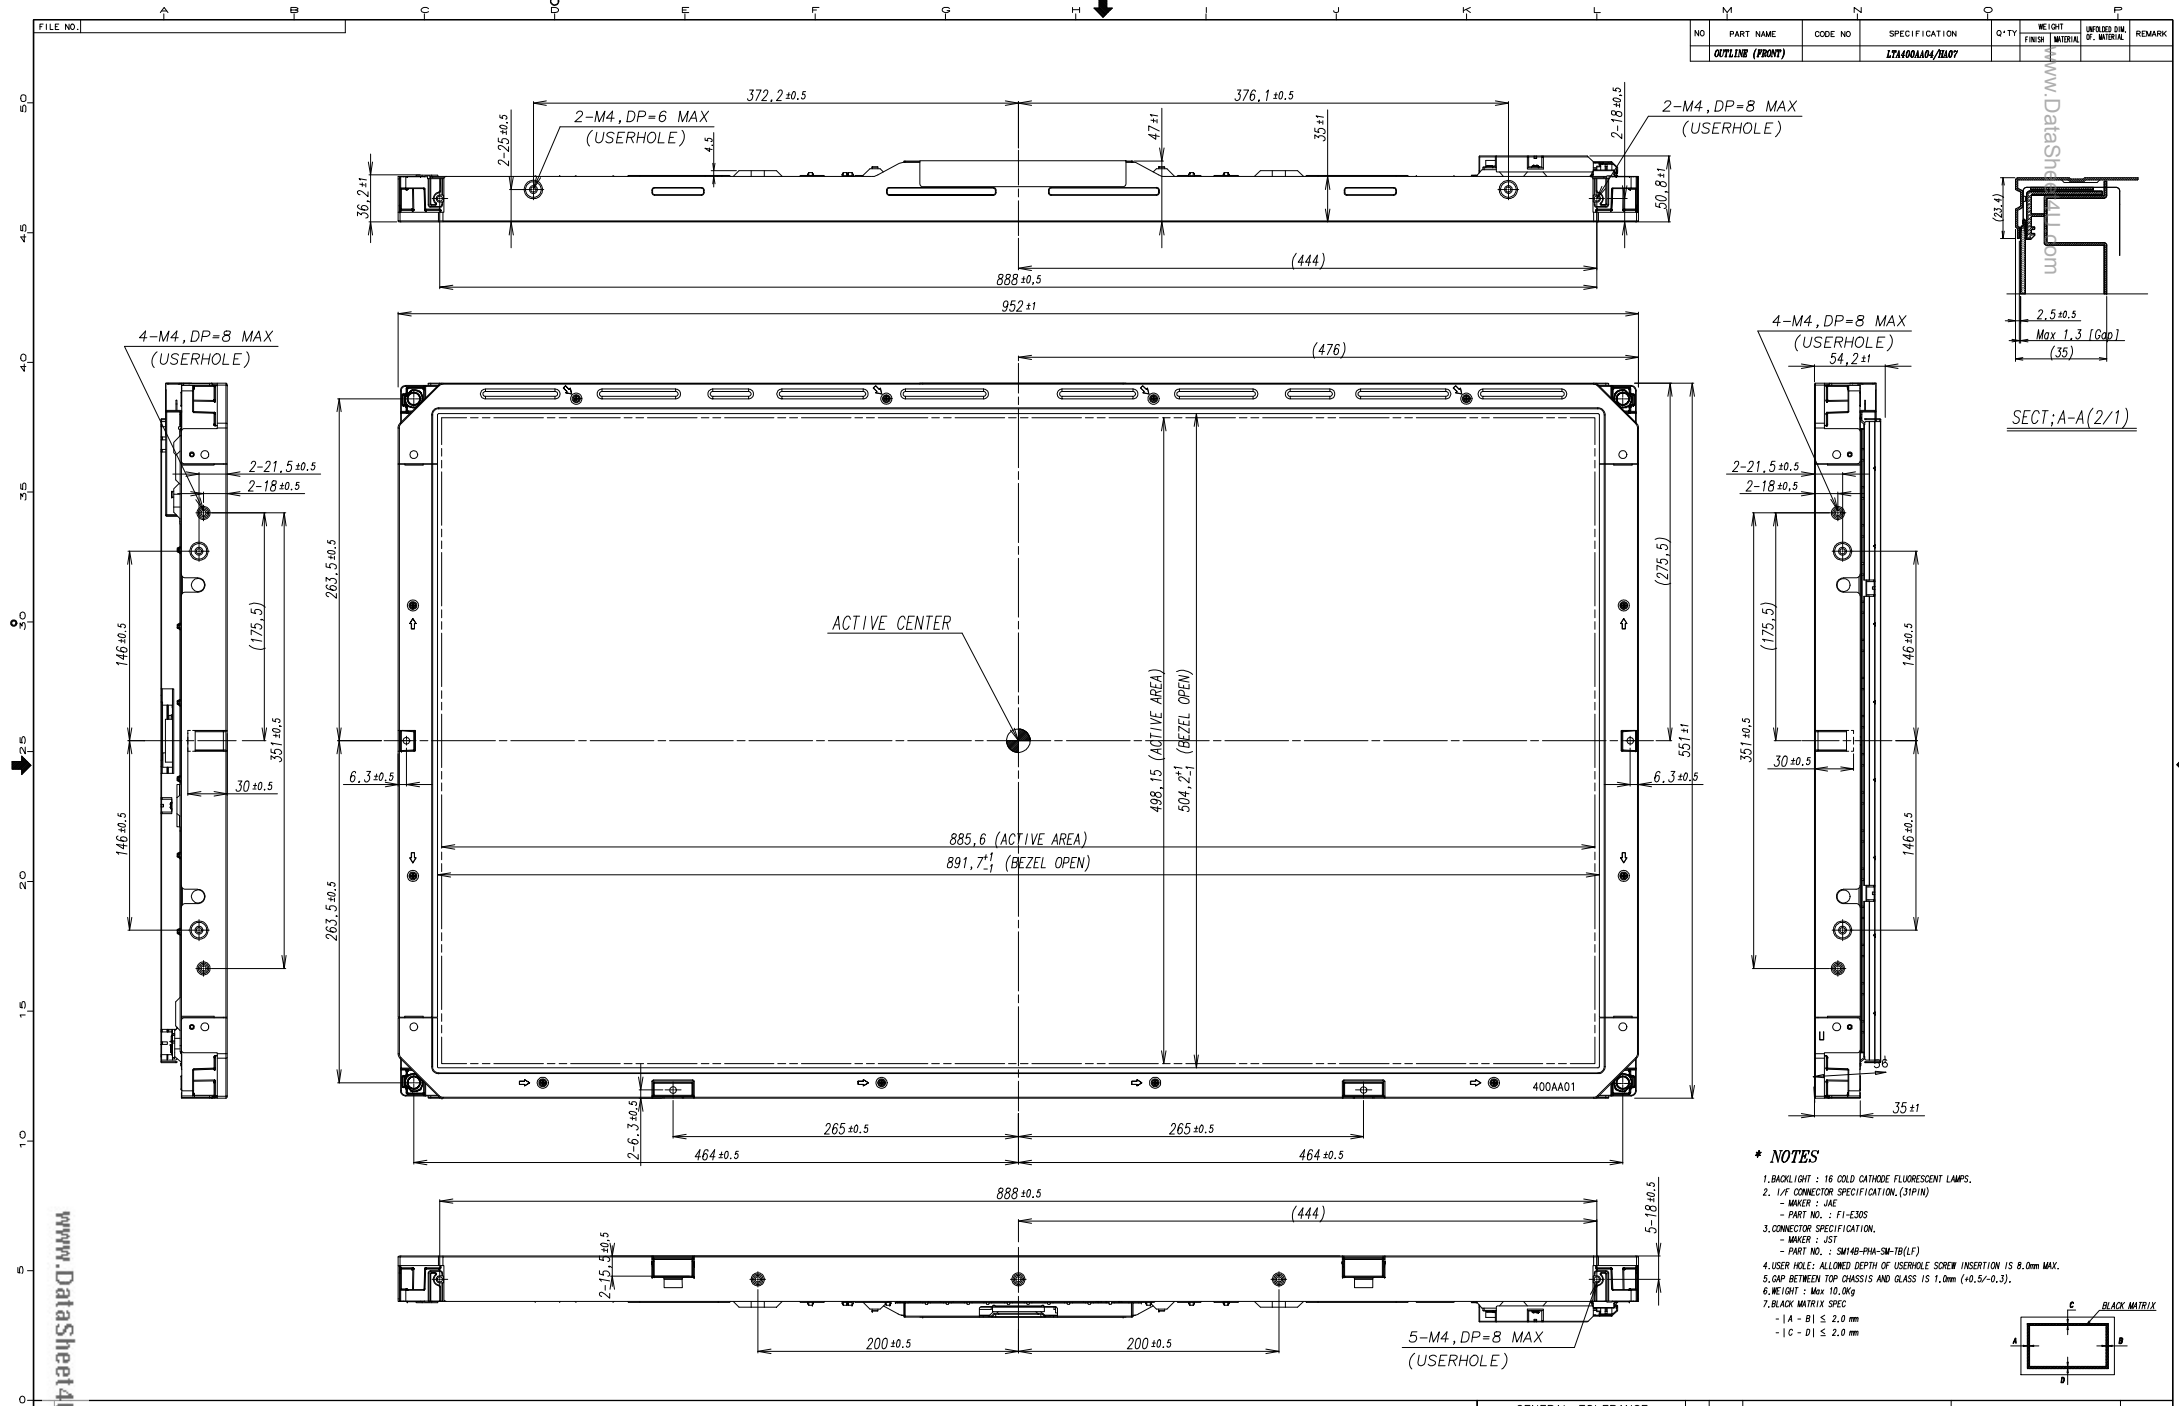 A B C D E F G H I J K L M N O P
FILE NO.
NO PART NAME CODE NO SPECIFICATION Q'TY WEIGHT FINISH MATERIAL UNFOLDED DIM. OF. MATERIAL REMARK
OUTLINE (FRONT) LTA400AA04/HA07
www.DataSheet4U.com
50
45
40
35
30
25
20
15
10
5
0
372,2±0.5
376,1±0.5
2-M4,DP=6 MAX
(USERHOLE)
2-M4,DP=8 MAX
(USERHOLE)
2-25±0.5
4.5
47±1
35±1
2-18±0.5
36,2±1
50,8±1
(444)
888±0,5
952±1
(476)
(23.4)
2,5±0.5
Max 1,3 [Gap]
(35)
SECT;A-A(2/1)
4-M4,DP=8 MAX
(USERHOLE)
2-21,5±0.5
2-18±0.5
146±0.5
(175,5)
351±0.5
30±0.5
146±0.5
263,5±0.5
263,5±0.5
6.3±0.5
ACTIVE CENTER
498,15 (ACTIVE AREA)
504,2+1-1 (BEZEL OPEN)
885,6 (ACTIVE AREA)
891,7+1-1 (BEZEL OPEN)
(275,5)
551±1
6.3±0.5
400AA01
2-6.3±0.5
265±0.5
265±0.5
464±0.5
464±0.5
4-M4,DP=8 MAX
(USERHOLE)
54,2±1
2-21,5±0.5
2-18±0,5
(175,5)
146±0.5
351±0.5
30±0.5
146±0.5
35±1
888±0.5
(444)
5-18±0.5
2-15,5±0,5
200±0.5
200±0.5
5-M4,DP=8 MAX
(USERHOLE)
* NOTES
1.BACKLIGHT : 16 COLD CATHODE FLUORESCENT LAMPS.
2. I/F CONNECTOR SPECIFICATION.(31PIN)
- MAKER : JAE
- PART NO. : FI-E30S
3.CONNECTOR SPECIFICATION.
- MAKER : JST
- PART NO. : SM14B-PHA-SM-TB(LF)
4.USER HOLE: ALLOWED DEPTH OF USERHOLE SCREW INSERTION IS 8.0mm MAX.
5.GAP BETWEEN TOP CHASSIS AND GLASS IS 1.0mm (+0.5/-0.3).
6.WEIGHT : Max 10.0Kg
7.BLACK MATRIX SPEC
-|A - B| ≤ 2.0 mm
-|C - D| ≤ 2.0 mm
BLACK MATRIX
C
A
B
D
www.DataSheet4